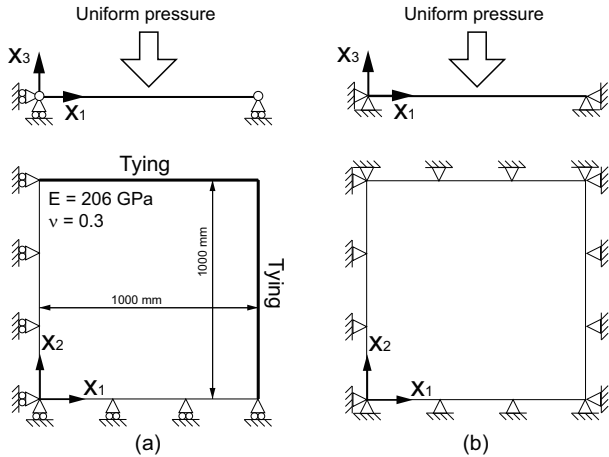 Uniform pressure
X3
X1
Tying
E = 206 GPa
ν = 0.3
1000 mm
Tying
1000 mm
X2
X1
(a)
Uniform pressure
X3
X1
X2
X1
(b)